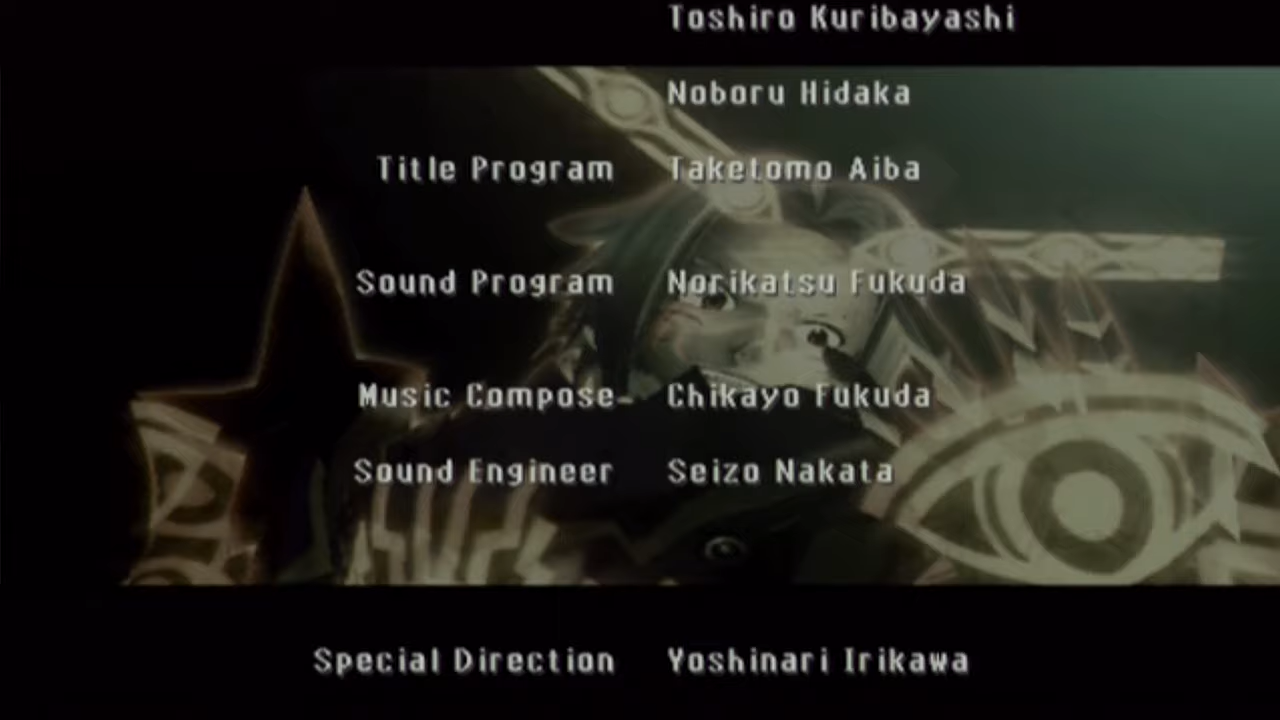 Toshiro Kuribayashi
Noboru Hidaka
Title Program Taketomo Aiba
Sound Program Norikatsu Fukuda
Music Compose Chikayo Fukuda
Sound Engineer Seizo Nakata
Special Direction Yoshinari Irikawa